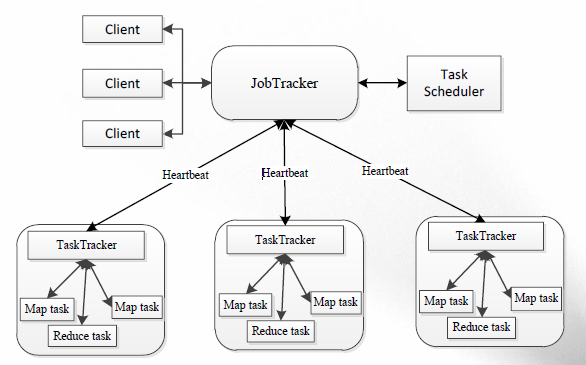 Client
Client
Client
JobTracker
Task
Scheduler
Heartbeat
Heartbeat
Heartbeat
TaskTracker
Map task
Map task
Reduce task
TaskTracker
Map task
Map task
Reduce task
TaskTracker
Map task
Map task
Reduce task